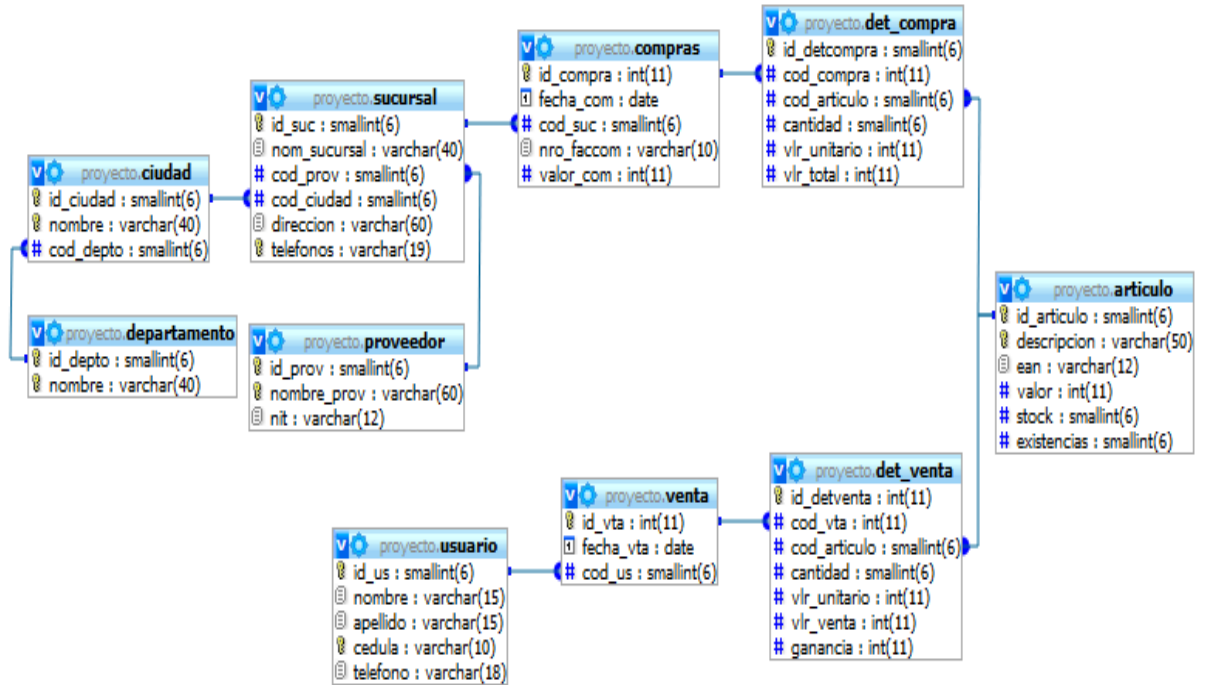 proyecto.ciudad
id_ciudad : smallint(6)
nombre : varchar(40)
cod_depto : smallint(6)
proyecto.departamento
id_depto : smallint(6)
nombre : varchar(40)
proyecto.sucursal
id_suc : smallint(6)
nom_sucursal : varchar(40)
cod_prov : smallint(6)
cod_ciudad : smallint(6)
direccion : varchar(60)
telefonos : varchar(19)
proyecto.proveedor
id_prov : smallint(6)
nombre_prov : varchar(60)
nit : varchar(12)
proyecto.compras
id_compra : int(11)
fecha_com : date
cod_suc : smallint(6)
nro_faccom : varchar(10)
valor_com : int(11)
proyecto.det_compra
id_detcompra : smallint(6)
cod_compra : int(11)
cod_articulo : smallint(6)
cantidad : smallint(6)
vlr_unitario : int(11)
vlr_total : int(11)
proyecto.articulo
id_articulo : smallint(6)
descripcion : varchar(50)
ean : varchar(12)
valor : int(11)
stock : smallint(6)
existencias : smallint(6)
proyecto.usuario
id_us : smallint(6)
nombre : varchar(15)
apellido : varchar(15)
cedula : varchar(10)
telefono : varchar(18)
proyecto.venta
id_vta : int(11)
fecha_vta : date
cod_us : smallint(6)
proyecto.det_venta
id_detventa : int(11)
cod_vta : int(11)
cod_articulo : smallint(6)
cantidad : smallint(6)
vlr_unitario : int(11)
vlr_venta : int(11)
ganancia : int(11)